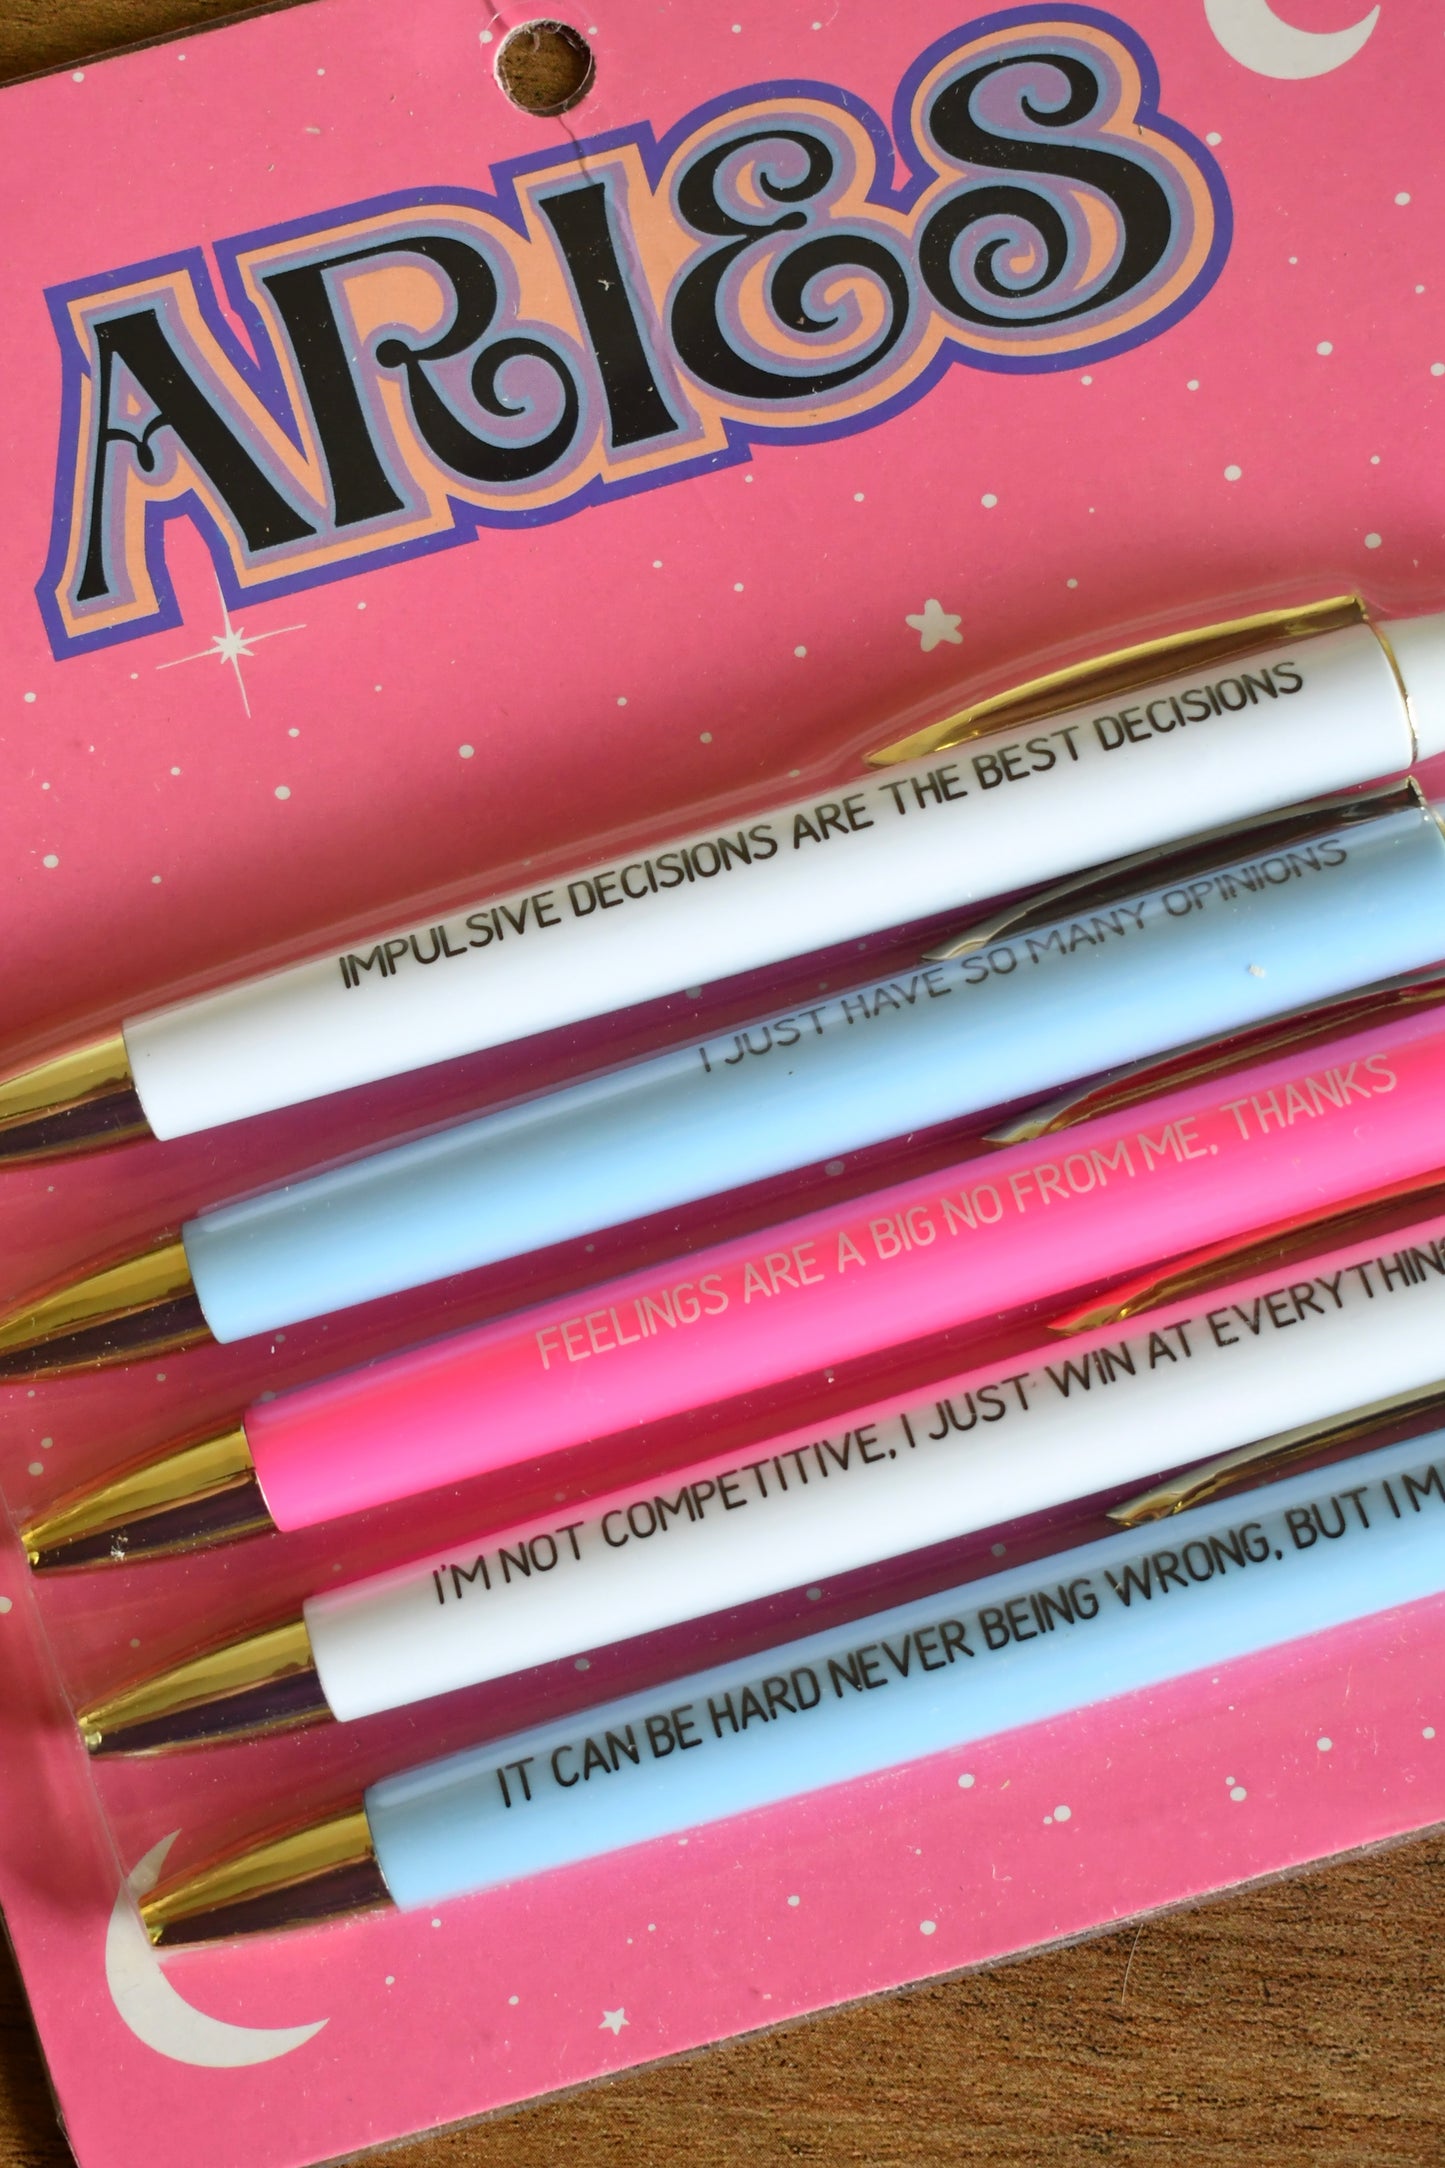 ARIES
IMPULSIVE DECISIONS ARE THE BEST DECISIONS
I JUST HAVE SO MANY OPINIONS
FEELINGS ARE A BIG NO FROM ME, THANKS
I'M NOT COMPETITIVE, I JUST WIN AT EVERYTHING
IT CAN BE HARD NEVER BEING WRONG, BUT I M